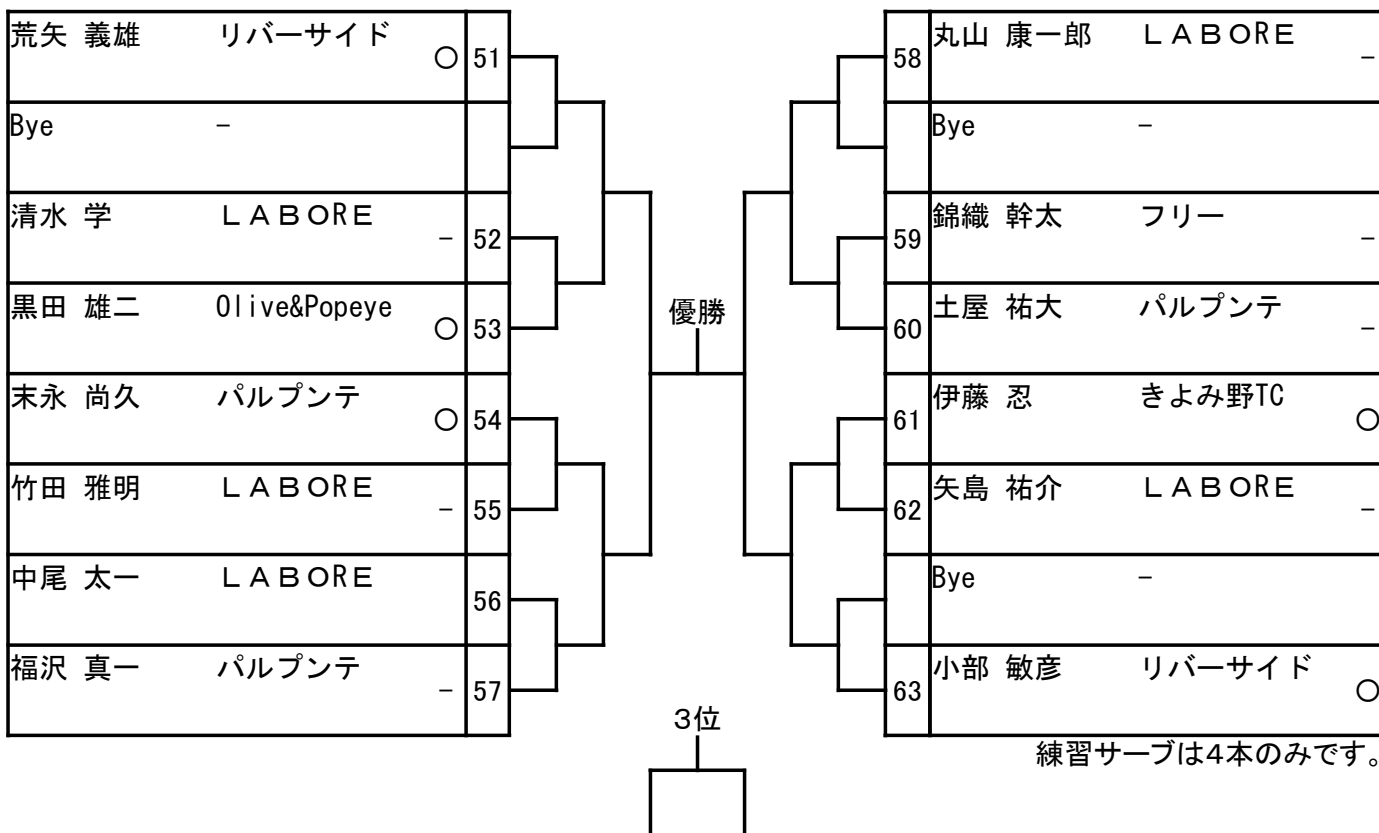 荒矢 義雄 リバーサイド ○ 51
Bye -
清水 学 ＬＡＢＯＲＥ - 52
黒田 雄二 Olive&Popeye ○ 53
末永 尚久 パルプンテ ○ 54
竹田 雅明 ＬＡＢＯＲＥ - 55
中尾 太一 ＬＡＢＯＲＥ 56
福沢 真一 パルプンテ - 57
優勝
3位
58 丸山 康一郎 ＬＡＢＯＲＥ -
Bye -
59 錦織 幹太 フリー -
60 土屋 祐大 パルプンテ -
61 伊藤 忍 きよみ野TC ○
62 矢島 祐介 ＬＡＢＯＲＥ -
Bye -
63 小部 敏彦 リバーサイド ○
練習サーブは4本のみです。